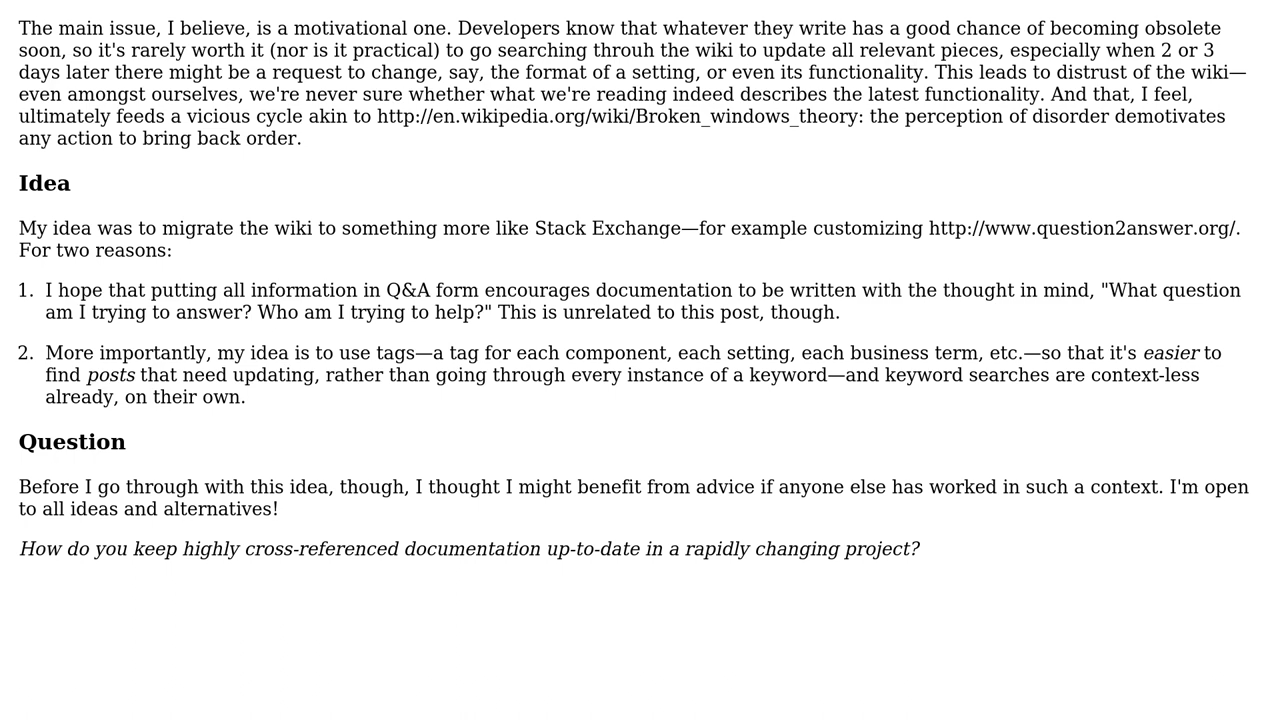 The main issue, I believe, is a motivational one. Developers know that whatever they write has a good chance of becoming obsolete
soon, so it's rarely worth it (nor is it practical) to go searching throuh the wiki to update all relevant pieces, especially when 2 or 3
days later there might be a request to change, say, the format of a setting, or even its functionality. This leads to distrust of the wiki—
even amongst ourselves, we're never sure whether what we're reading indeed describes the latest functionality. And that, I feel,
ultimately feeds a vicious cycle akin to http://en.wikipedia.org/wiki/Broken_windows_theory: the perception of disorder demotivates
any action to bring back order.
Idea
My idea was to migrate the wiki to something more like Stack Exchange—for example customizing http://www.question2answer.org/.
For two reasons:
1. I hope that putting all information in Q&A form encourages documentation to be written with the thought in mind, "What question
am I trying to answer? Who am I trying to help?" This is unrelated to this post, though.
2. More importantly, my idea is to use tags—a tag for each component, each setting, each business term, etc.—so that it's easier to
find posts that need updating, rather than going through every instance of a keyword—and keyword searches are context-less
already, on their own.
Question
Before I go through with this idea, though, I thought I might benefit from advice if anyone else has worked in such a context. I'm open
to all ideas and alternatives!
How do you keep highly cross-referenced documentation up-to-date in a rapidly changing project?